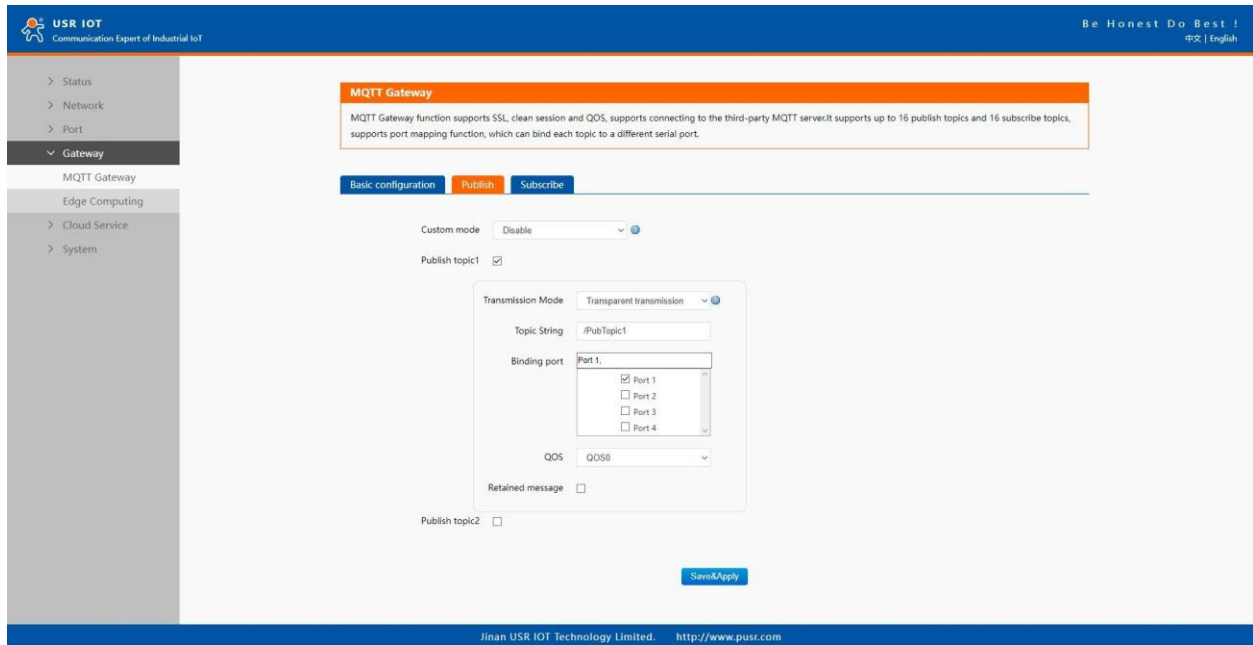 USR IOT
Communication Expert of Industrial IoT
Be Honest Do Best !
中文 | English
Status
Network
Port
Gateway
MQTT Gateway
Edge Computing
Cloud Service
System
MQTT Gateway
MQTT Gateway function supports SSL, clean session and QOS, supports connecting to the third-party MQTT server.It supports up to 16 publish topics and 16 subscribe topics,
supports port mapping function, which can bind each topic to a different serial port.
Basic configuration Publish Subscribe
Custom mode Disable
Publish topic1
Transmission Mode Transparent transmission
Topic String /PubTopic1
Binding port Port 1,
Port 1
Port 2
Port 3
Port 4
QOS QOS0
Retained message
Publish topic2
Save&Apply
Jinan USR IOT Technology Limited. http://www.pusr.com